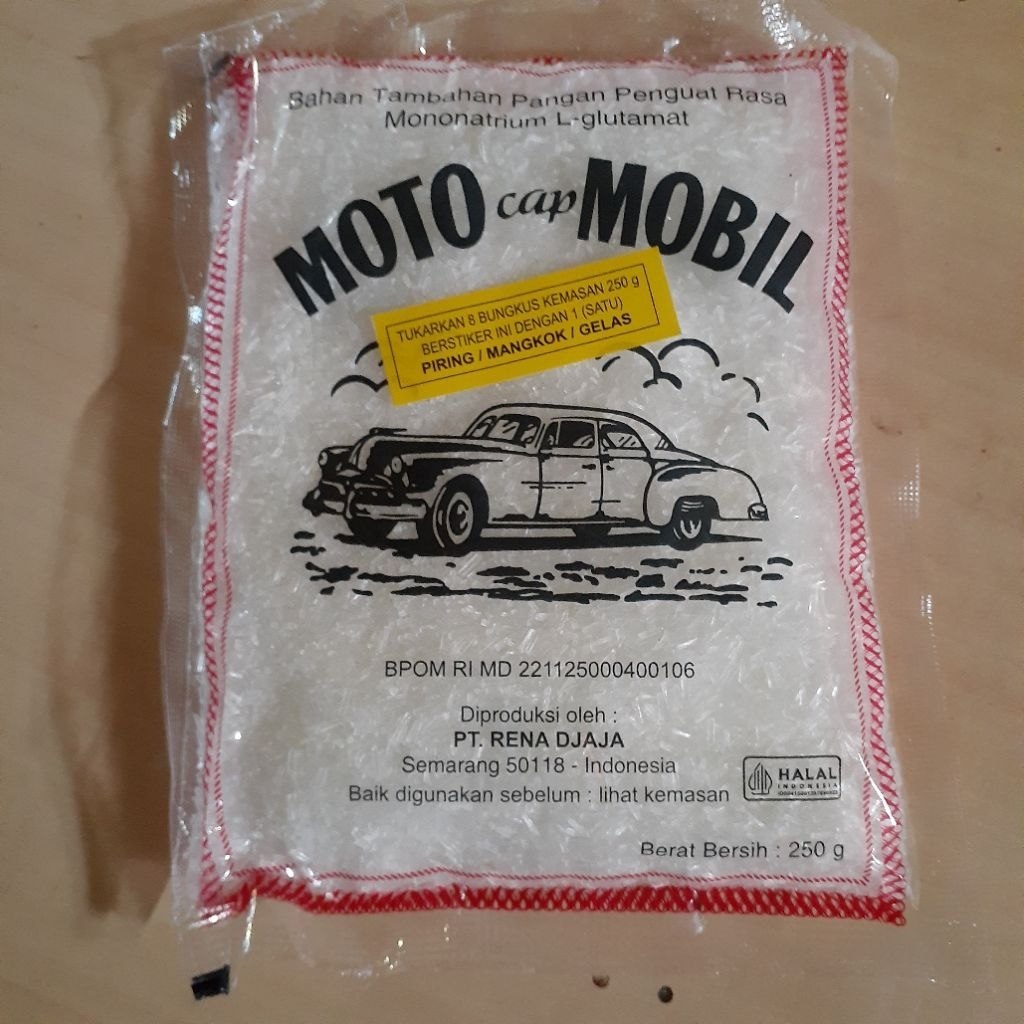 Bahan Tambahan Pangan Penguat Rasa
Mononatrium L-glutamat
MOTO cap MOBIL
TUKARKAN 8 BUNGKUS KEMASAN 250 g
BERSTIKER INI DENGAN 1 (SATU)
PIRING / MANGKOK / GELAS
BPOM RI MD 221125000400106
Diproduksi oleh :
PT. RENA DJAJA
Semarang 50118 - Indonesia
Baik digunakan sebelum : lihat kemasan
HALAL
INDONESIA
Berat Bersih : 250 g